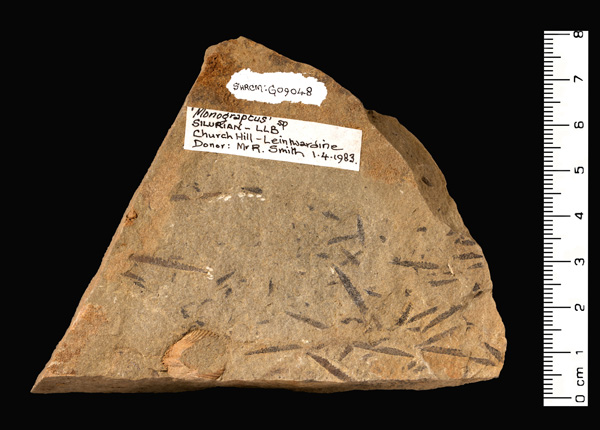 SHRCM:G09048
'Monograptus' sp
SILURIAN - LLB
Church Hill - Leintwardine
Donor: Mr R. Smith 1.4.1983.
8
7
6
5
4
3
2
1
0 cm